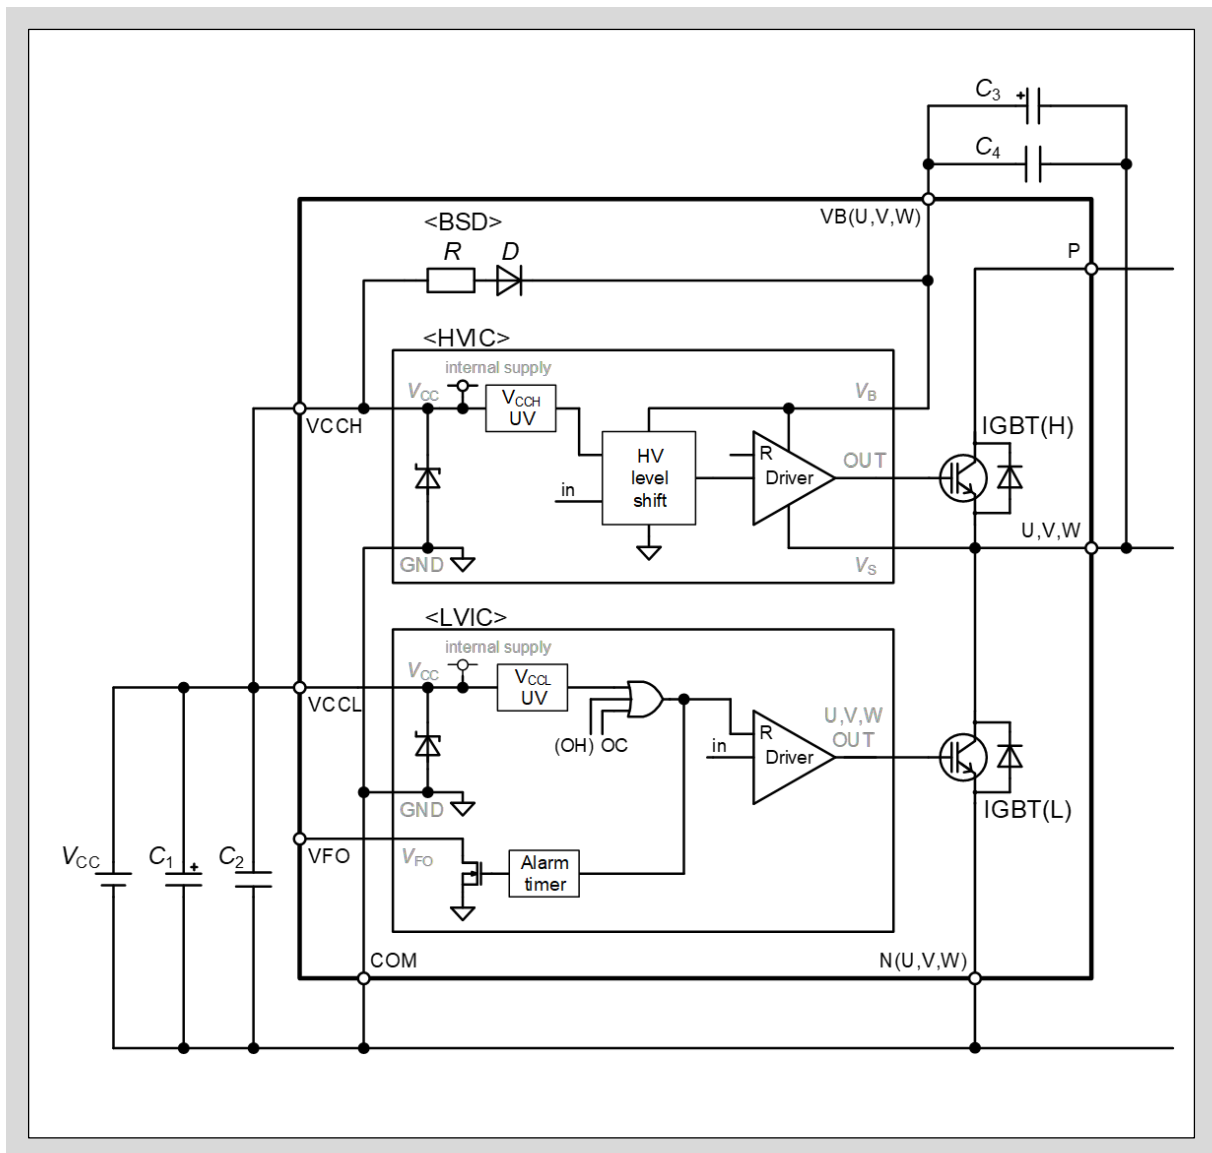 C3
+
C4
VB(U,V,W)
<BSD>
R D
P
<HVIC>
internal supply
VCC
VCCH
UV
VB
VCCH
IGBT(H)
HV
level
shift
R
Driver
OUT
in
U,V,W
GND
VS
<LVIC>
internal supply
VCC
VCCL
UV
VCCL
(OH) OC
in
R
Driver
U,V,W
OUT
GND
IGBT(L)
VCC
C1
+
C2
VFO
VFO
Alarm
timer
COM
N(U,V,W)